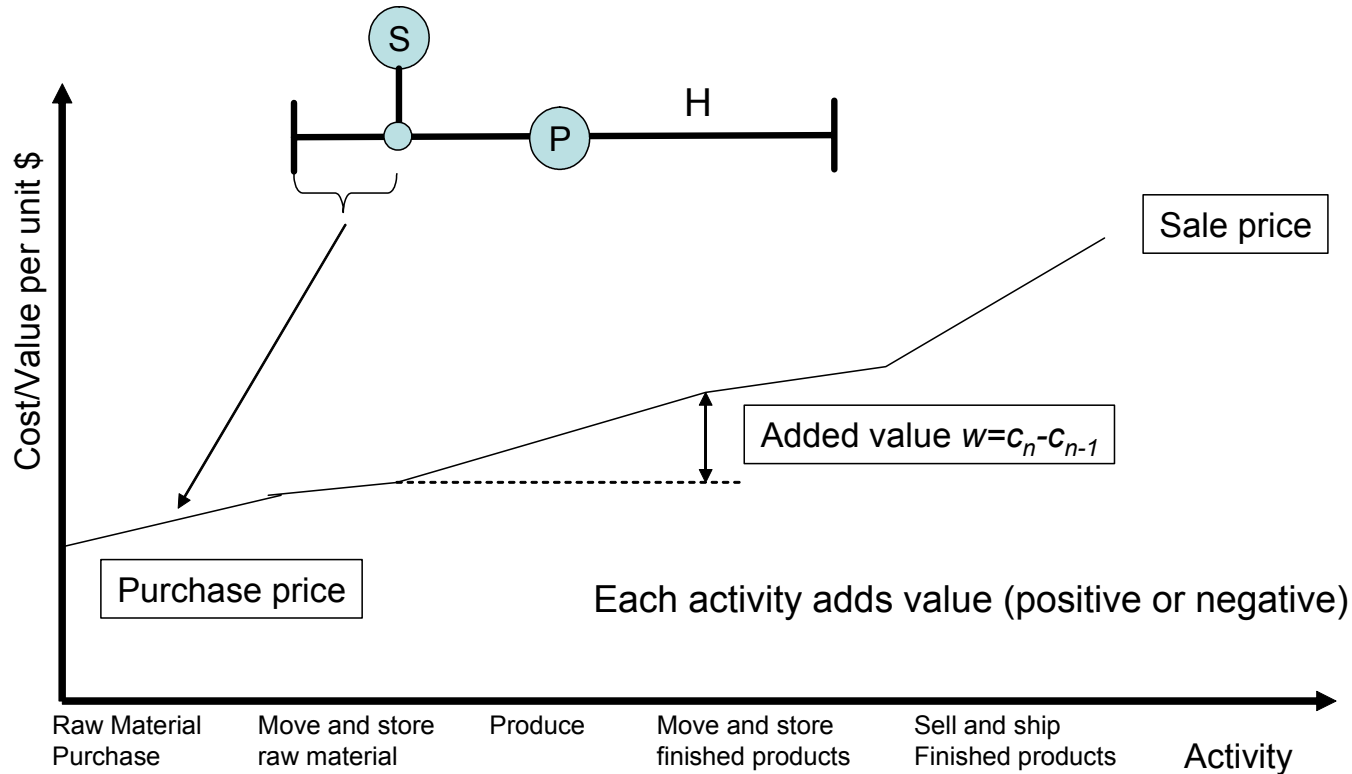 S
H
P
Cost/Value per unit $
Sale price
Added value w=cₙ-cₙ₋₁
Purchase price
Each activity adds value (positive or negative)
Raw Material
Purchase
Move and store
raw material
Produce
Move and store
finished products
Sell and ship
Finished products
Activity